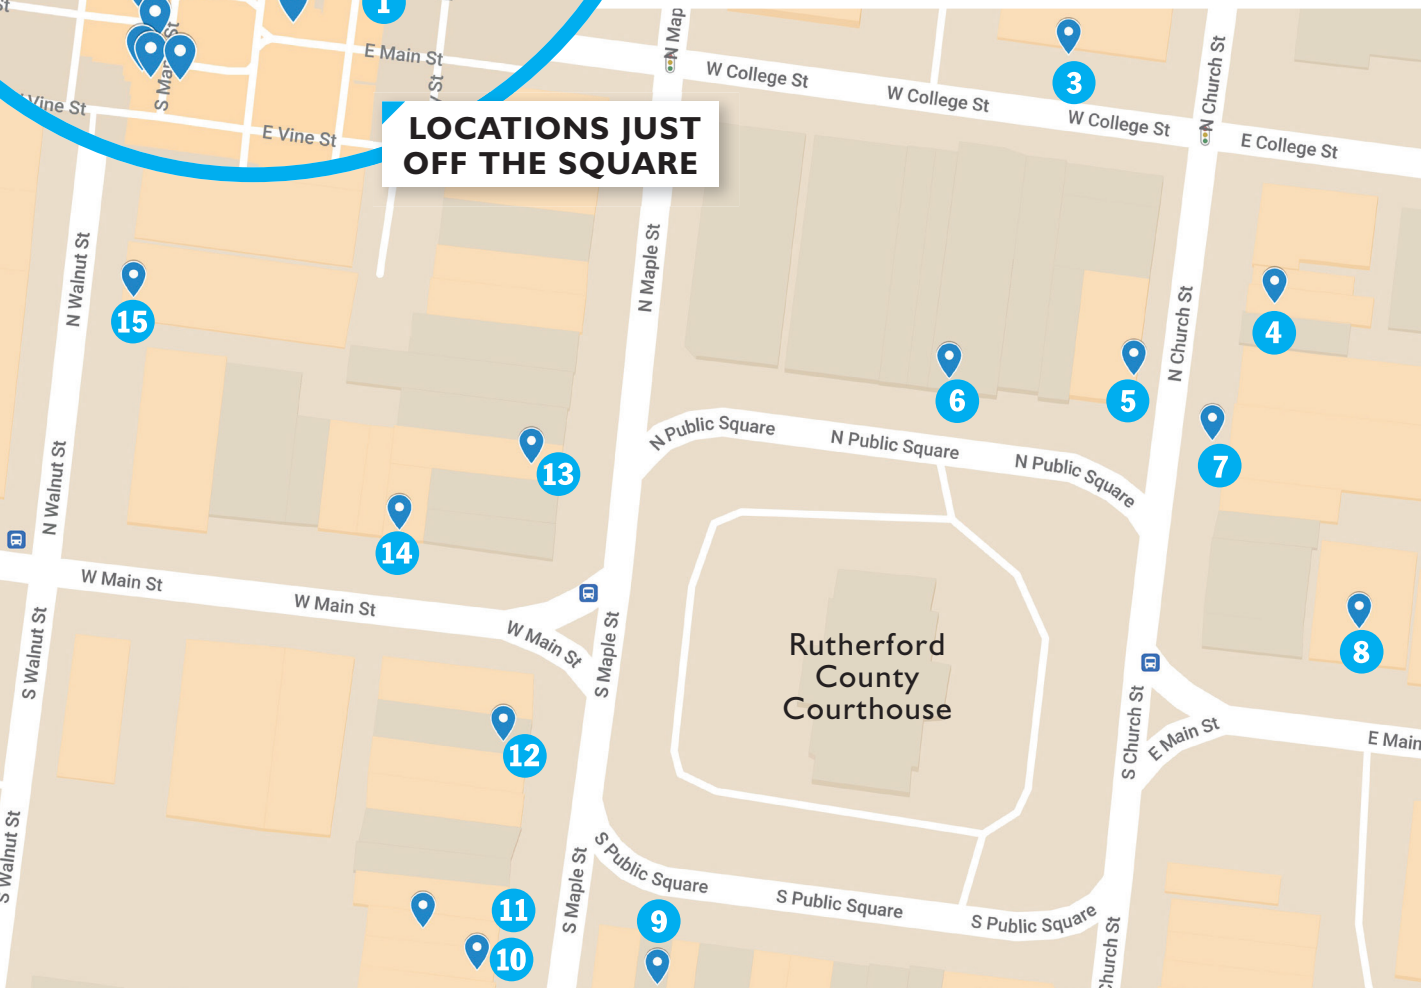 St
1
S Maple St
E Main St
Vine St
E Vine St
LOCATIONS JUST
OFF THE SQUARE
N Map
W College St
W College St
W College St
3
N Church St
E College St
N Walnut St
15
N Maple St
N Church St
4
6
5
N Public Square
N Public Square
N Public Square
7
13
N Walnut St
14
W Main St
W Main St
W Main St
S Maple St
S Walnut St
Rutherford
County
Courthouse
8
12
S Church St
E Main St
E Main
S Walnut St
S Maple St
S Public Square
S Public Square
S Public Square
9
11
10
Church St